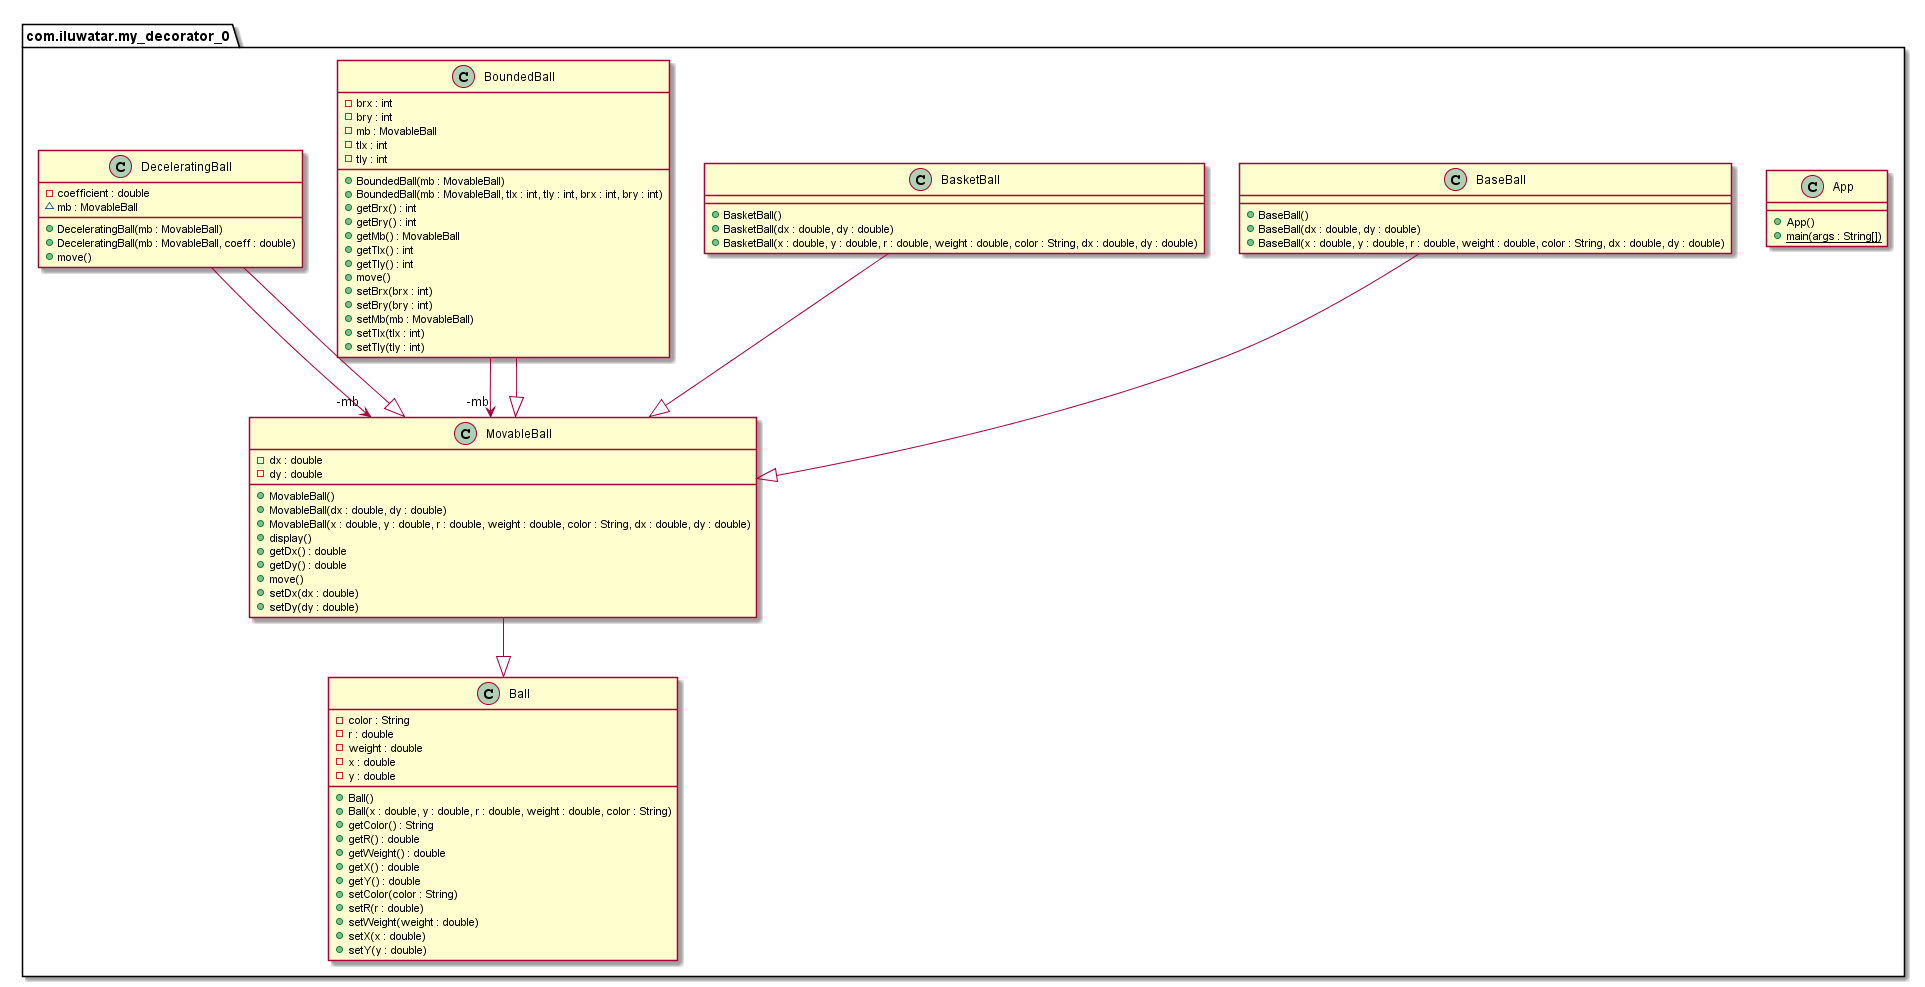 com.iluwatar.my_decorator_0
DeceleratingBall
coefficient : double
mb : MovableBall
DeceleratingBall(mb : MovableBall)
DeceleratingBall(mb : MovableBall, coeff : double)
move()
C BoundedBall
brx : int
bry : int
mb : MovableBall
tlx : int
tly : int
BoundedBall(mb : MovableBall)
BoundedBall(mb : MovableBall, tlx : int, tly : int, brx : int, bry : int)
getBrx() : int
getBry() : int
getMb() : MovableBall
getTlx() : int
getTly() : int
move()
setBrx(brx : int)
setBry(bry : int)
setMb(mb : MovableBall)
setTlx(tlx : int)
setTly(tly : int)
C BasketBall
BasketBall()
BasketBall(dx : double, dy : double)
BasketBall(x : double, y : double, r : double, weight : double, color : String, dx : double, dy : double)
C BaseBall
BaseBall()
BaseBall(dx : double, dy : double)
BaseBall(x : double, y : double, r : double, weight : double, color : String, dx : double, dy : double)
C App
App()
main(args : String[])
-mb
-mb
C MovableBall
dx : double
dy : double
MovableBall()
MovableBall(dx : double, dy : double)
MovableBall(x : double, y : double, r : double, weight : double, color : String, dx : double, dy : double)
display()
getDx() : double
getDy() : double
move()
setDx(dx : double)
setDy(dy : double)
C Ball
color : String
r : double
weight : double
x : double
y : double
Ball()
Ball(x : double, y : double, r : double, weight : double, color : String)
getColor() : String
getR() : double
getWeight() : double
getX() : double
getY() : double
setColor(color : String)
setR(r : double)
setWeight(weight : double)
setX(x : double)
setY(y : double)